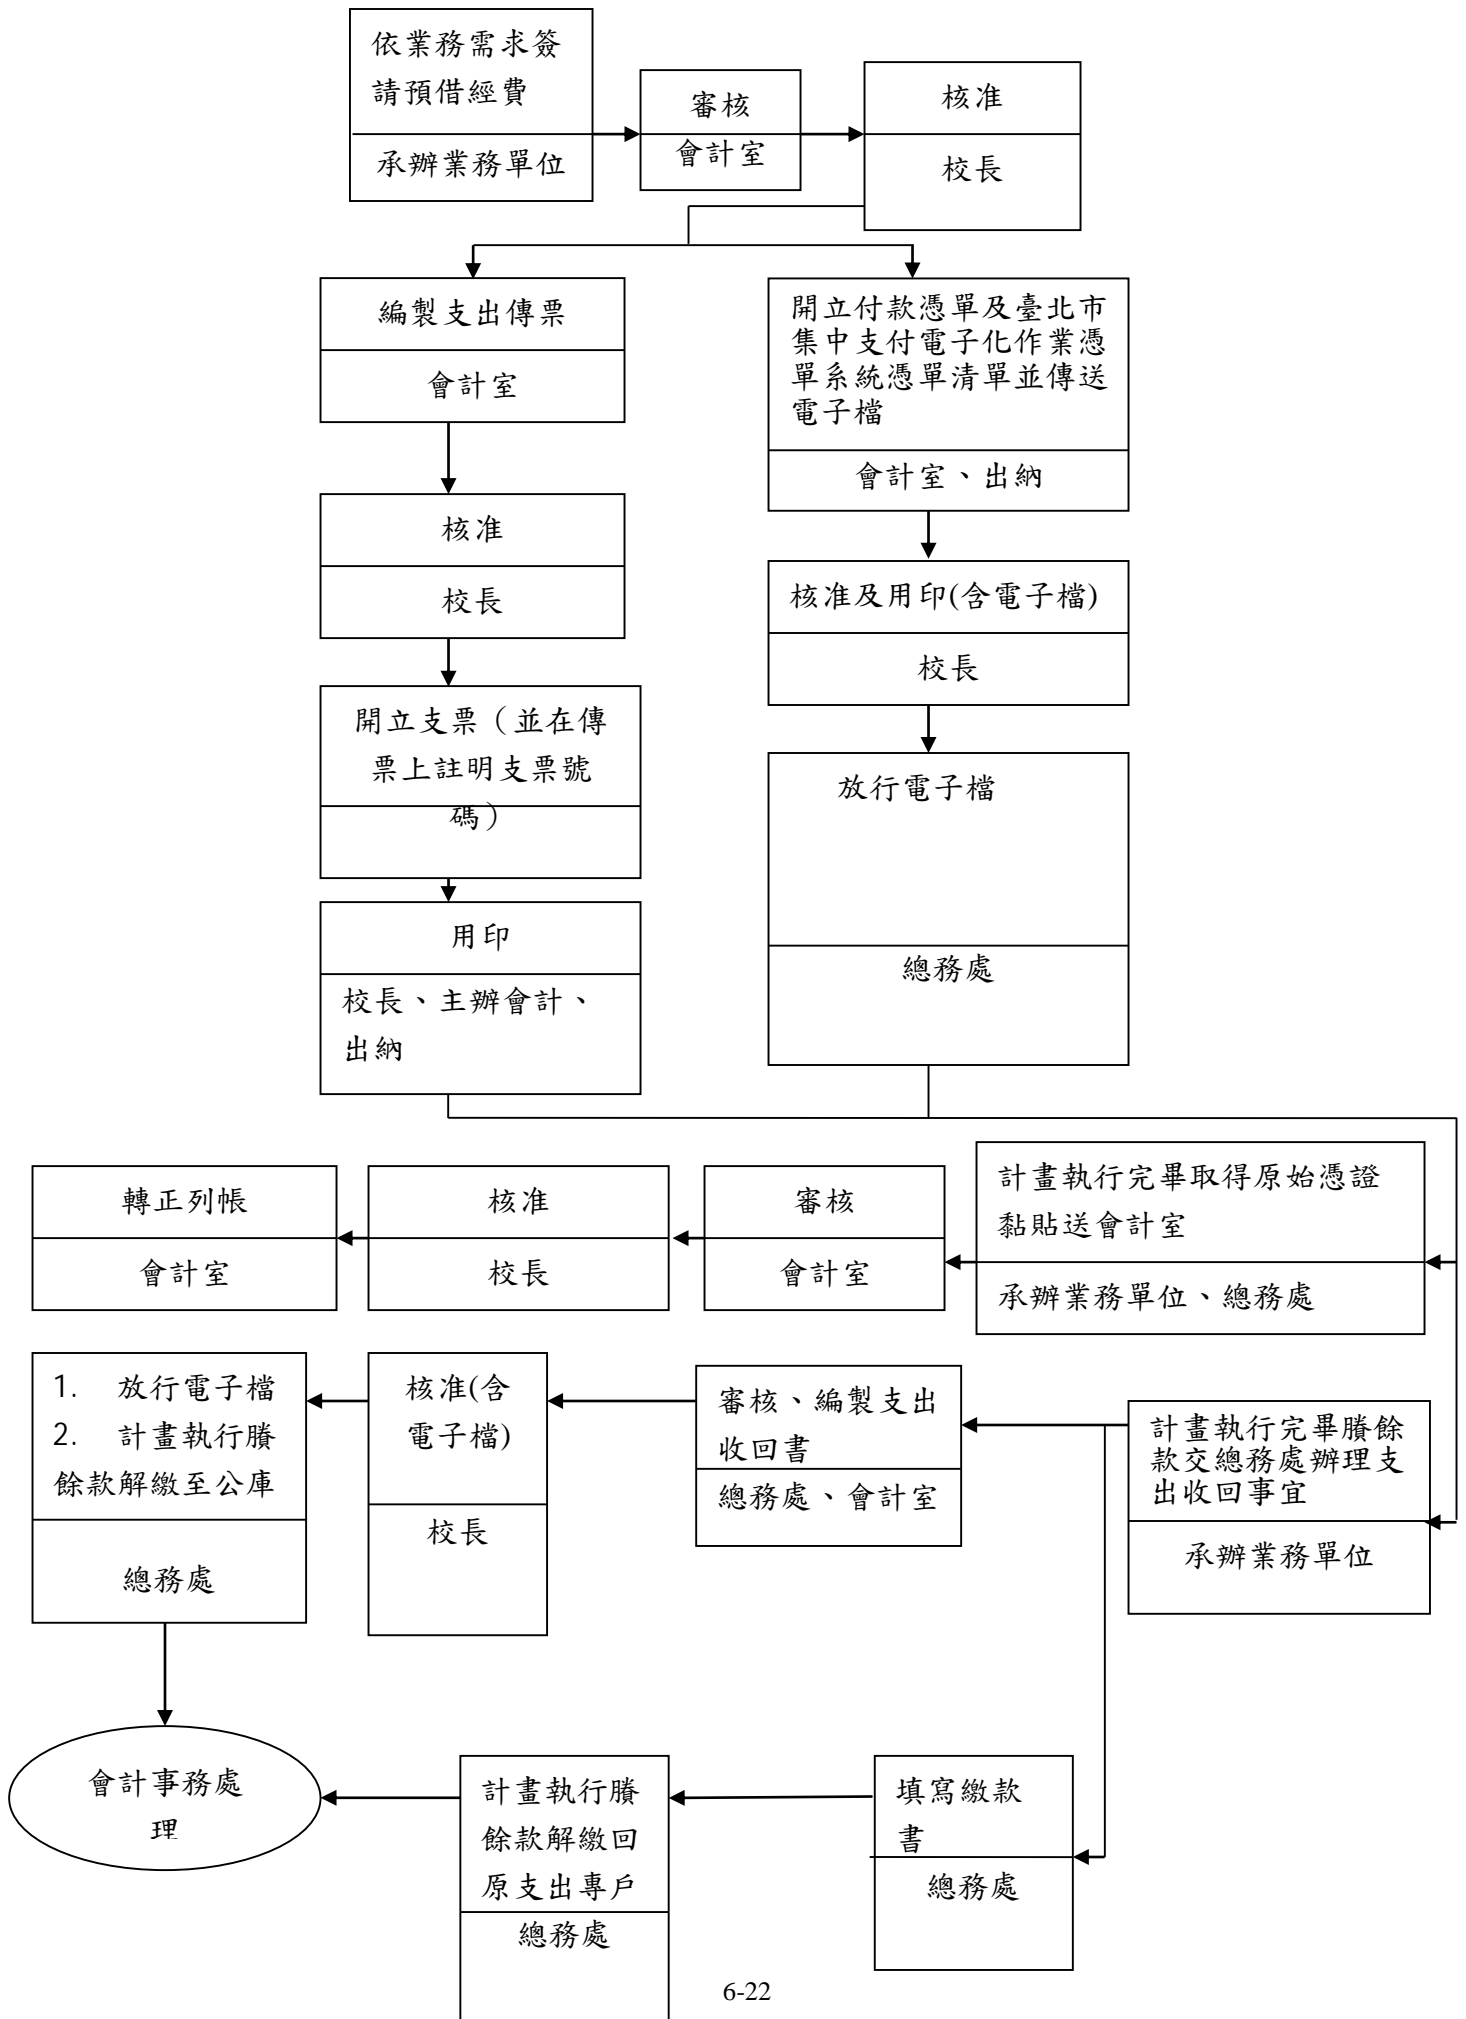 依業務需求簽
請預借經費
承辦業務單位
審核
會計室
核准
校長
編製支出傳票
會計室
開立付款憑單及臺北市
集中支付電子化作業憑
單系統憑單清單並傳送
電子檔
會計室、出納
核准
校長
核准及用印(含電子檔)
校長
開立支票（並在傳
票上註明支票號
碼）
放行電子檔
總務處
用印
校長、主辦會計、
出納
計畫執行完畢取得原始憑證
黏貼送會計室
承辦業務單位、總務處
審核
會計室
核准
校長
轉正列帳
會計室
計畫執行完畢賸餘
款交總務處辦理支
出收回事宜
承辦業務單位
審核、編製支出
收回書
總務處、會計室
核准(含
電子檔)
校長
1. 放行電子檔
2. 計畫執行賸
餘款解繳至公庫
總務處
填寫繳款
書
總務處
計畫執行賸
餘款解繳回
原支出專戶
總務處
會計事務處
理
6-22